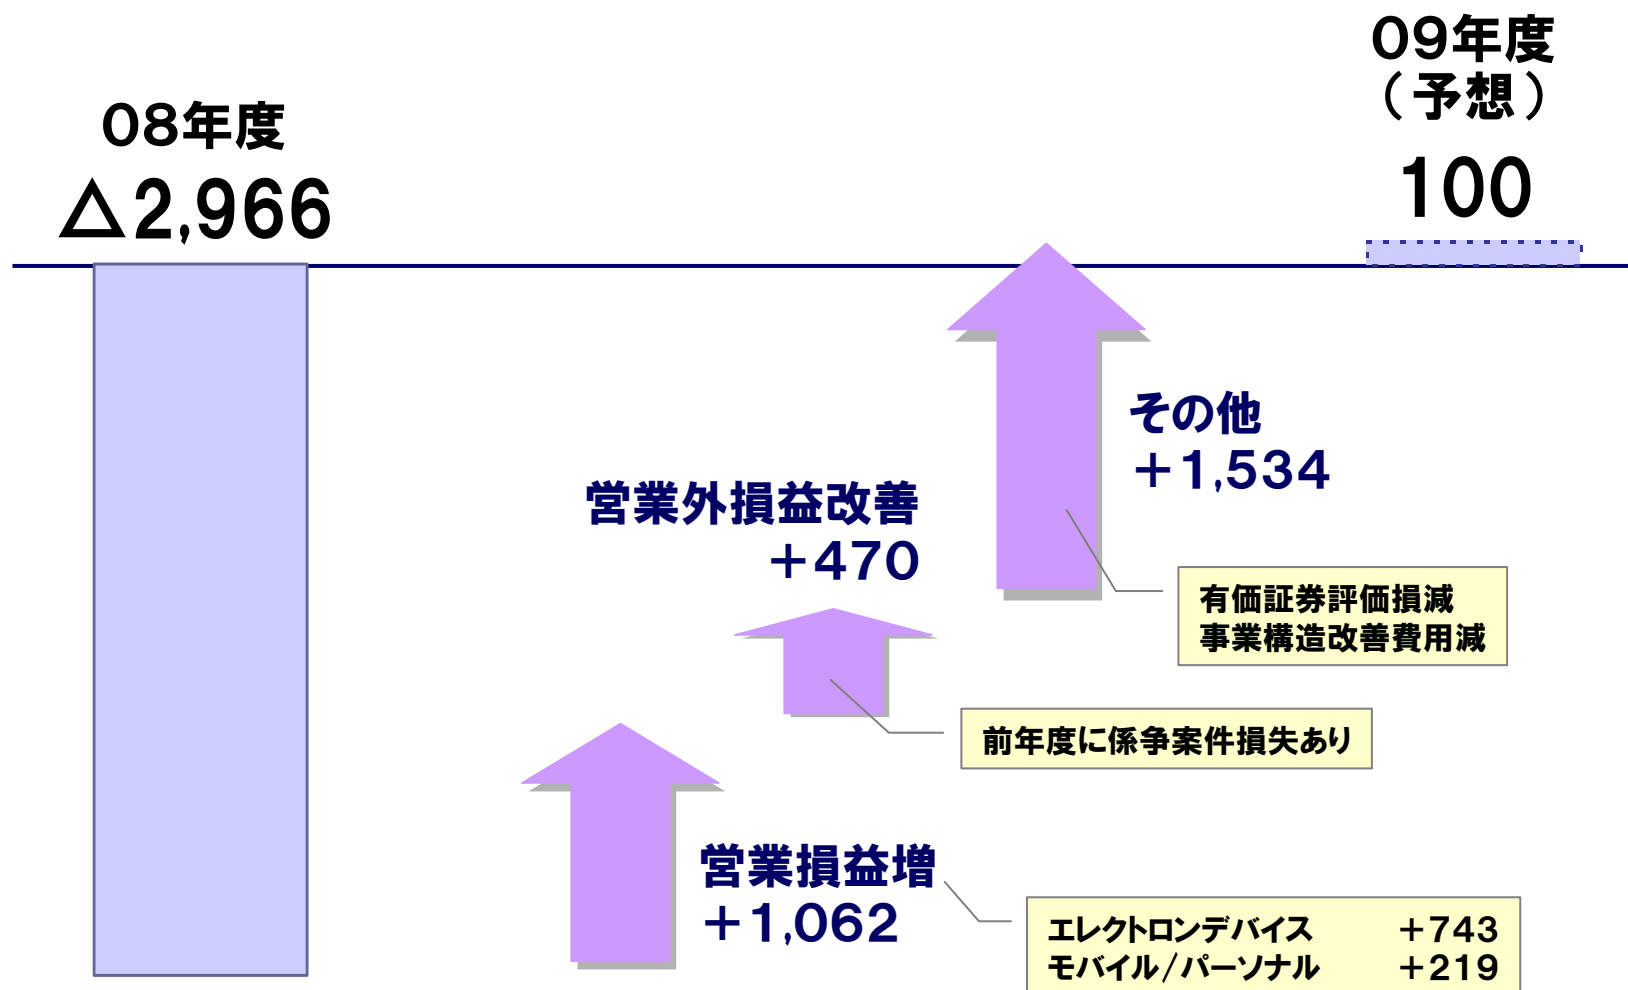 08年度
△2,966
09年度
(予想)
100
その他
+1,534
営業外損益改善
+470
有価証券評価損減
事業構造改善費用減
前年度に係争案件損失あり
営業損益増
+1,062
エレクトロンデバイス +743
モバイル/パーソナル +219